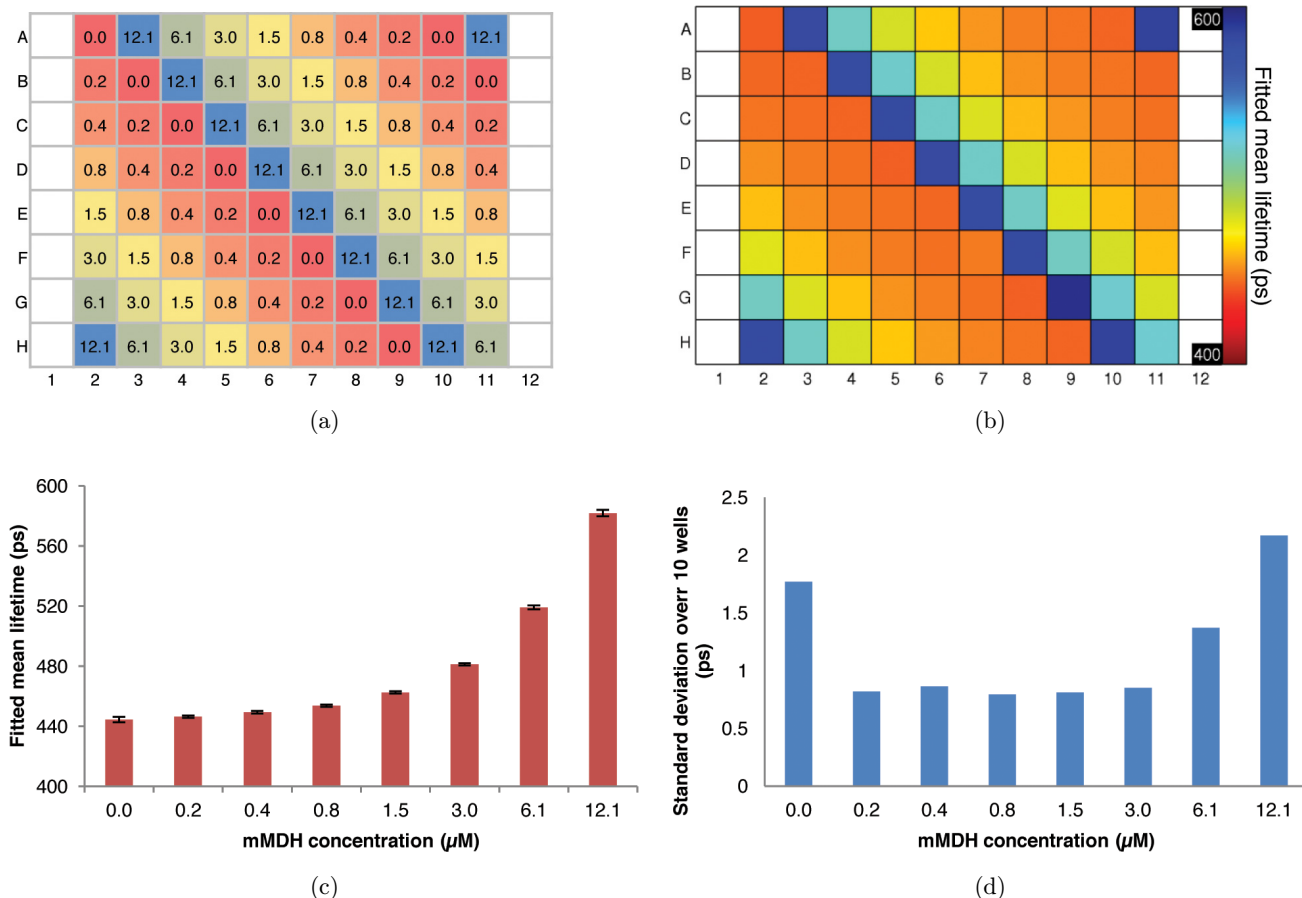 A 0.0 12.1 6.1 3.0 1.5 0.8 0.4 0.2 0.0 12.1
B 0.2 0.0 12.1 6.1 3.0 1.5 0.8 0.4 0.2 0.0
C 0.4 0.2 0.0 12.1 6.1 3.0 1.5 0.8 0.4 0.2
D 0.8 0.4 0.2 0.0 12.1 6.1 3.0 1.5 0.8 0.4
E 1.5 0.8 0.4 0.2 0.0 12.1 6.1 3.0 1.5 0.8
F 3.0 1.5 0.8 0.4 0.2 0.0 12.1 6.1 3.0 1.5
G 6.1 3.0 1.5 0.8 0.4 0.2 0.0 12.1 6.1 3.0
H 12.1 6.1 3.0 1.5 0.8 0.4 0.2 0.0 12.1 6.1
1 2 3 4 5 6 7 8 9 10 11 12
(a)
A
B
C
D
E
F
G
H
1 2 3 4 5 6 7 8 9 10 11 12
600
400
Fitted mean lifetime (ps)
(b)
Fitted mean lifetime (ps)
600
560
520
480
440
400
0.0 0.2 0.4 0.8 1.5 3.0 6.1 12.1
mMDH concentration (µM)
(c)
Standard deviation overr 10 wells
(ps)
2.5
2
1.5
1
0.5
0
0.0 0.2 0.4 0.8 1.5 3.0 6.1 12.1
mMDH concentration (µM)
(d)